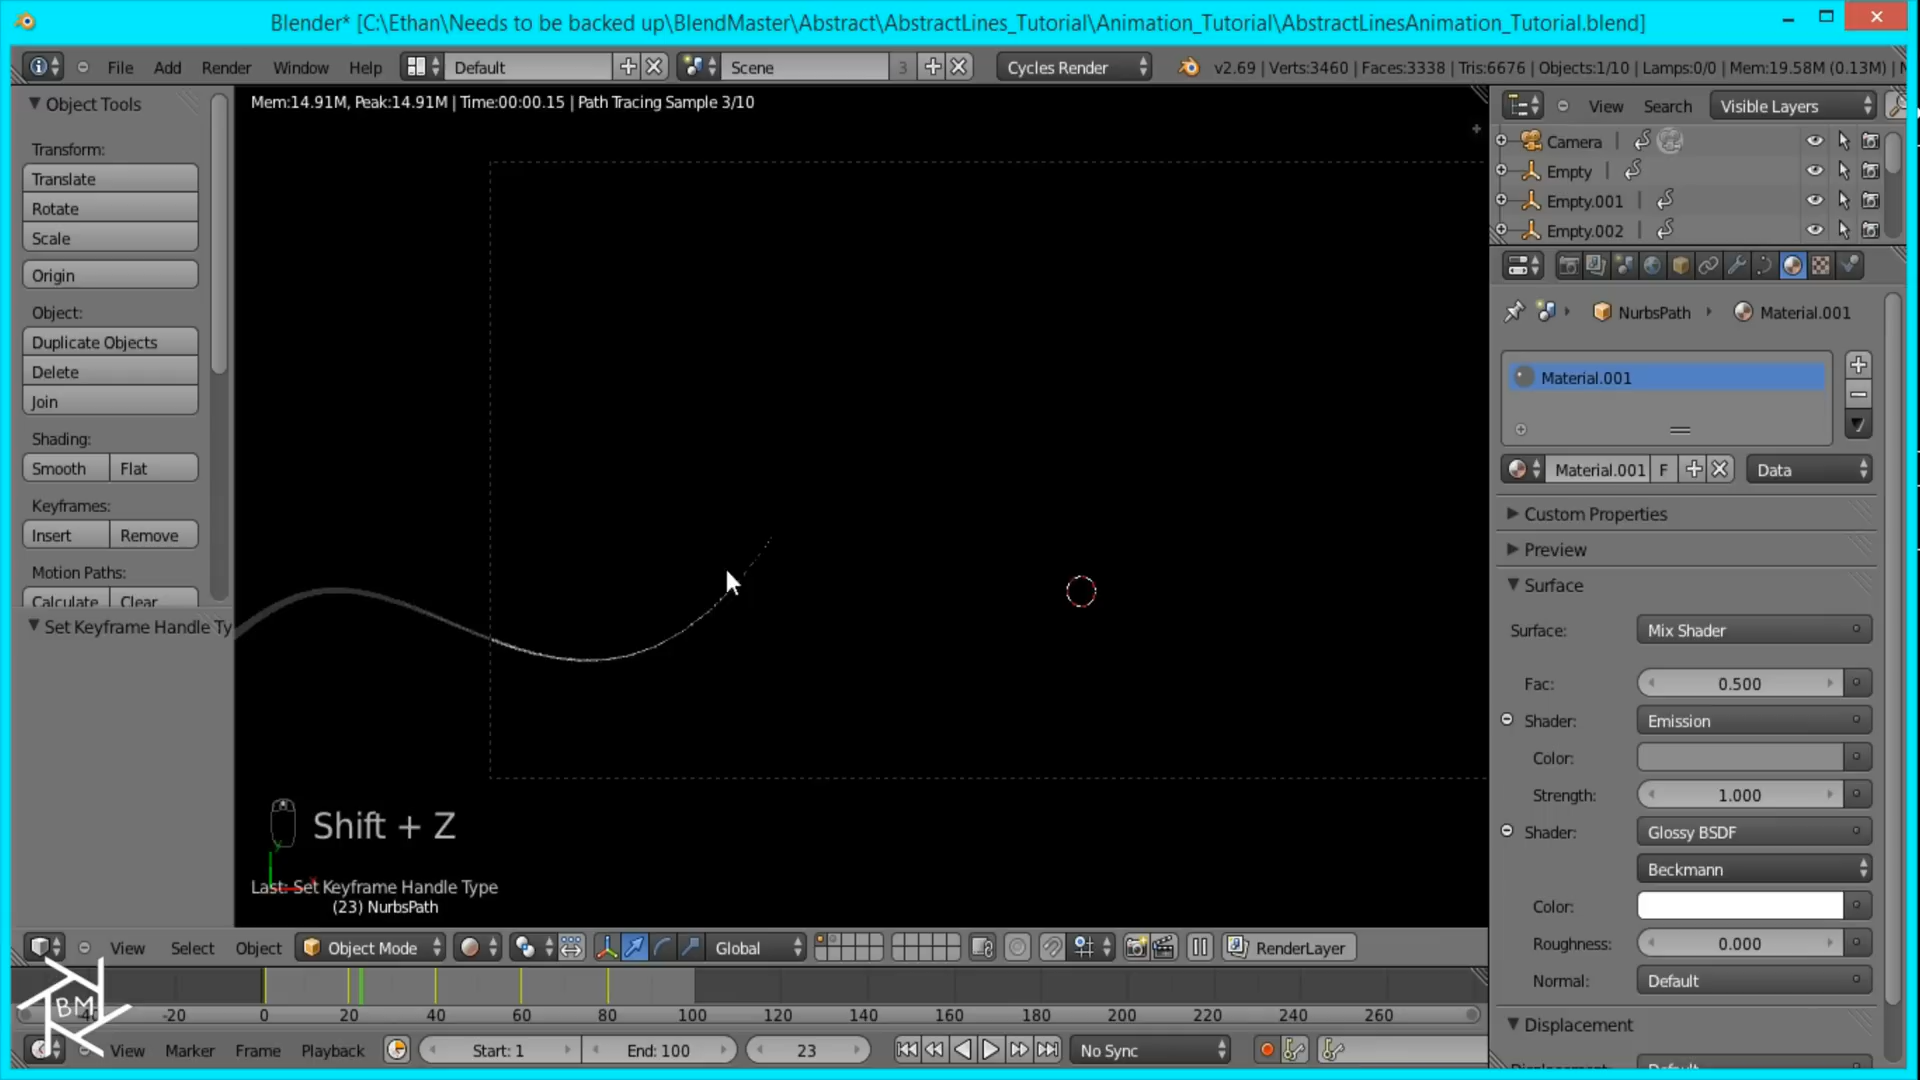 Blender* [C:\Ethan\Needs to be backed up\BlendMaster\Abstract\AbstractLines_Tutorial\Animation_Tutorial\AbstractLinesAnimation_Tutorial.blend]
File Add Render Window Help Default Scene 3 Cycles Render v2.69 | Verts:3460 | Faces:3338 | Tris:6676 | Objects:1/10 | Lamps:0/0 | Mem:19.58M (0.13M) |
Object Tools
Mem:14.91M, Peak:14.91M | Time:00:00.15 | Path Tracing Sample 3/10
View Search Visible Layers
Transform:
Translate
Rotate
Scale
Origin
Object:
Duplicate Objects
Delete
Join
Shading:
Smooth Flat
Keyframes:
Insert Remove
Motion Paths:
Calculate Clear
Set Keyframe Handle Ty
Camera
Empty
Empty.001
Empty.002
NurbsPath Material.001
Material.001
Material.001 F Data
Custom Properties
Preview
Surface
Surface: Mix Shader
Fac: 0.500
Shader: Emission
Color:
Strength: 1.000
Shader: Glossy BSDF
Beckmann
Color:
Roughness: 0.000
Normal: Default
Displacement
Shift + Z
Last: Set Keyframe Handle Type
(23) NurbsPath
View Select Object Object Mode Global RenderLayer
BM
-20 0 20 40 60 80 100 120 140 160 180 200 220 240 260
View Marker Frame Playback Start: 1 End: 100 23 No Sync